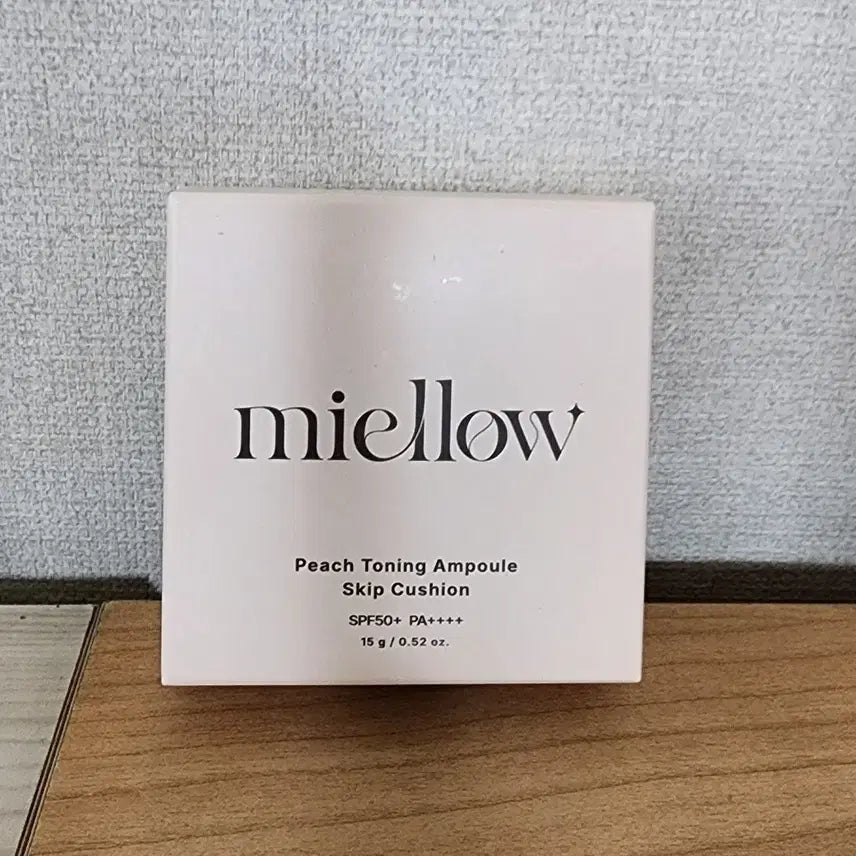 miellow
Peach Toning Ampoule
Skip Cushion
SPF50+ PA++++
15 g / 0.52 oz.